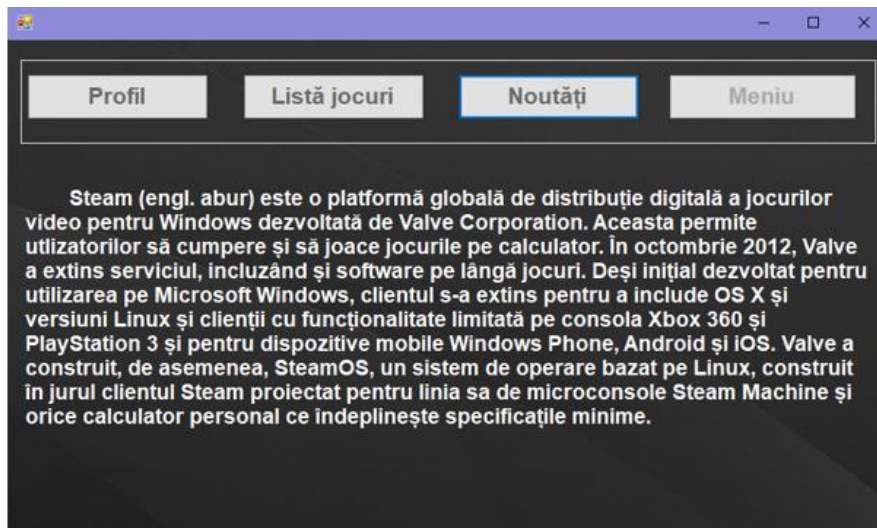 Profil
Listă jocuri
Noutăți
Meniu
Steam (engl. abur) este o platformă globală de distribuție digitală a jocurilor
video pentru Windows dezvoltată de Valve Corporation. Aceasta permite
utlizatorilor să cumpere și să joace jocurile pe calculator. În octombrie 2012, Valve
a extins serviciul, incluzând și software pe lângă jocuri. Deși inițial dezvoltat pentru
utilizarea pe Microsoft Windows, clientul s-a extins pentru a include OS X și
versiuni Linux și clienții cu funcționalitate limitată pe consola Xbox 360 și
PlayStation 3 și pentru dispozitive mobile Windows Phone, Android și iOS. Valve a
construit, de asemenea, SteamOS, un sistem de operare bazat pe Linux, construit
în jurul clientul Steam proiectat pentru linia sa de microconsole Steam Machine și
orice calculator personal ce îndeplinește specificațile minime.